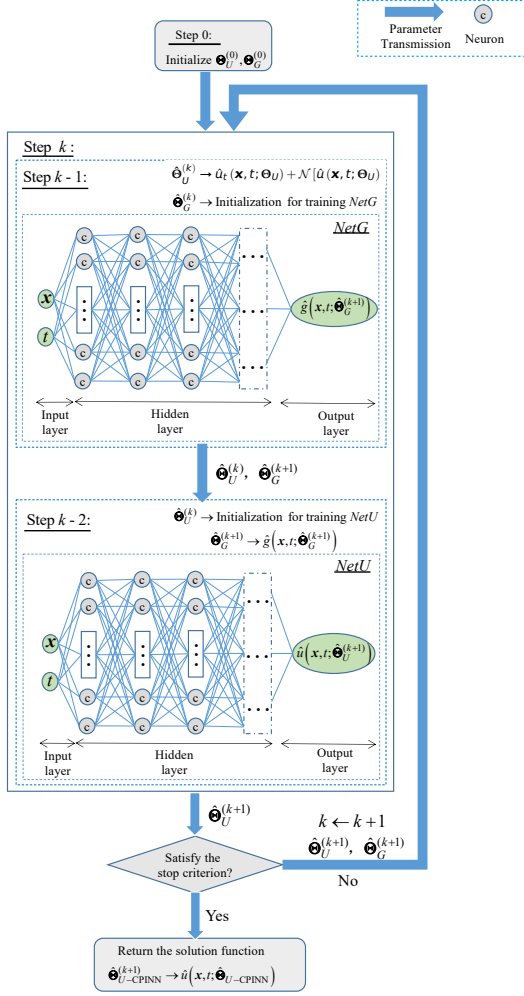 Step 0:
Initialize Θ_U^(0), Θ_G^(0)
Parameter
Transmission
c
Neuron
Step k :
Step k - 1:
Θ̂_U^(k) → û_t (x, t; Θ_U) + 𝒩 [û (x, t; Θ_U)
Θ̂_G^(k) → Initialization for training NetG
NetG
c c c
c c c
x
t
ĝ(x,t;Θ̂_G^(k+1))
c c c
c c c
Input
layer
Hidden
layer
Output
layer
Θ̂_U^(k), Θ̂_G^(k+1)
Step k - 2:
Θ̂_U^(k) → Initialization for training NetU
Θ̂_G^(k+1) → ĝ(x,t;Θ̂_G^(k+1))
NetU
c c c
c c c
x
t
û(x,t;Θ̂_U^(k+1))
c c c
c c c
Input
layer
Hidden
layer
Output
layer
Θ̂_U^(k+1)
k ← k+1
Θ̂_U^(k+1), Θ̂_G^(k+1)
Satisfy the
stop criterion?
No
Yes
Return the solution function
Θ̂_U−CPINN^(k+1) → û(x,t;Θ̂_U−CPINN)